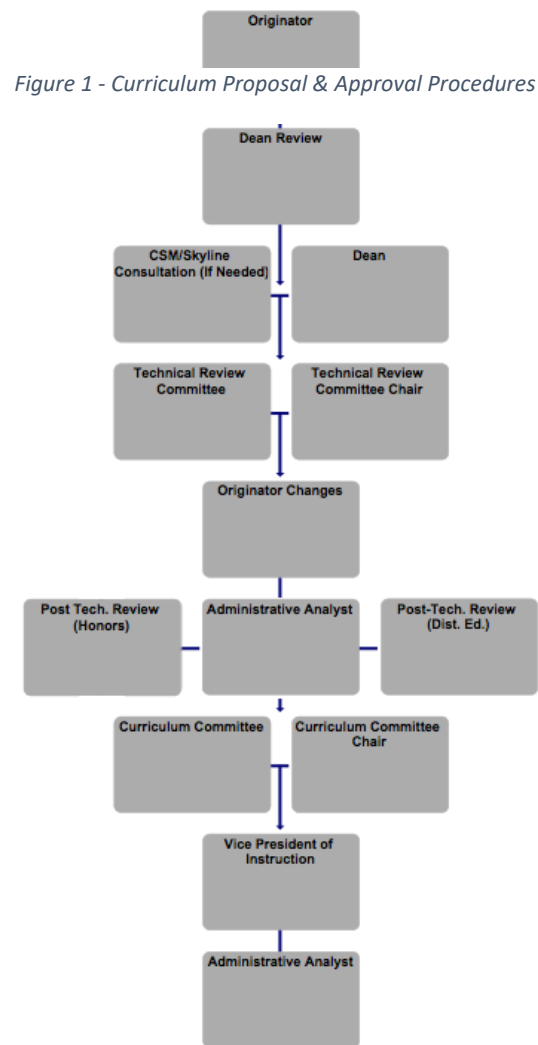 Originator
Figure 1 - Curriculum Proposal & Approval Procedures
Dean Review
CSM/Skyline
Consultation (If Needed)
Dean
Technical Review
Committee
Technical Review
Committee Chair
Originator Changes
Post Tech. Review
(Honors)
Administrative Analyst
Post-Tech. Review
(Dist. Ed.)
Curriculum Committee
Curriculum Committee
Chair
Vice President of
Instruction
Administrative Analyst